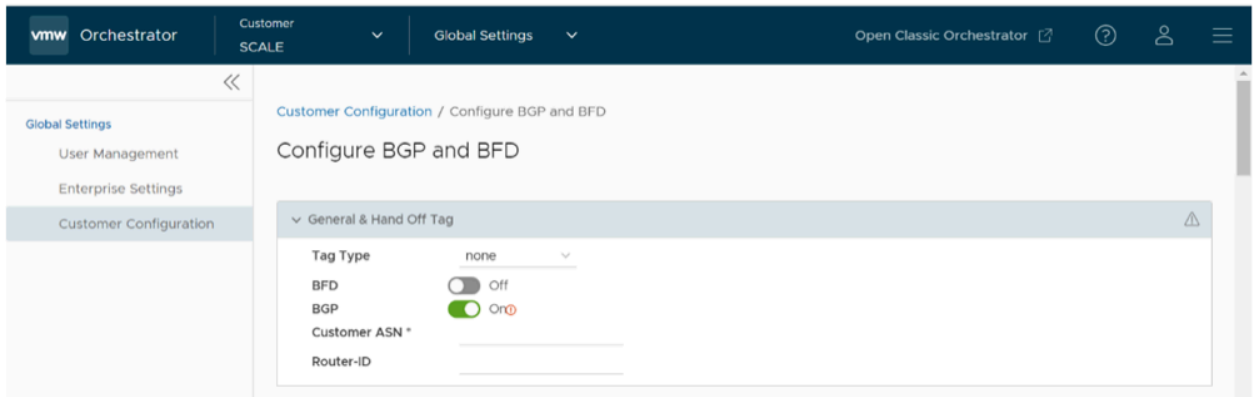 vmw Orchestrator
Customer
SCALE
Global Settings
Open Classic Orchestrator
Global Settings
User Management
Enterprise Settings
Customer Configuration
Customer Configuration / Configure BGP and BFD
Configure BGP and BFD
General & Hand Off Tag
Tag Type none
BFD Off
BGP On
Customer ASN *
Router-ID